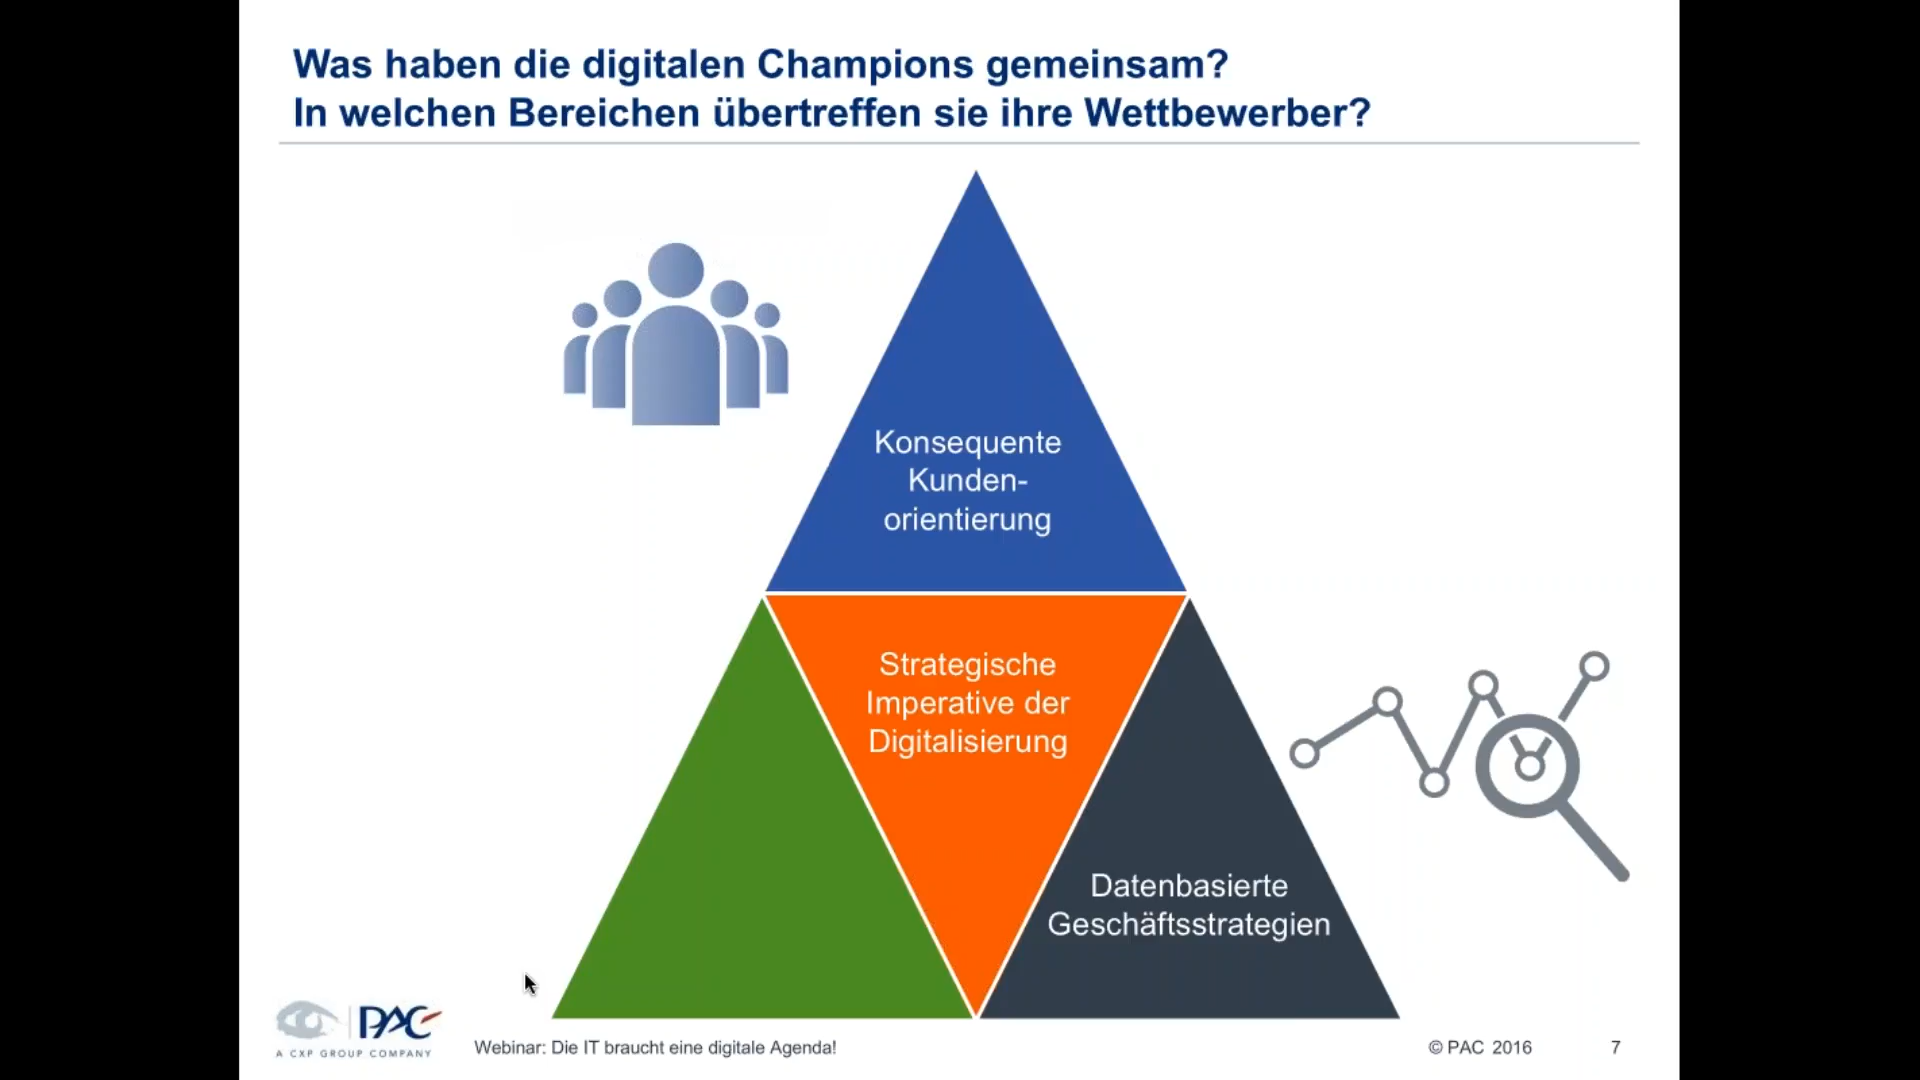 Was haben die digitalen Champions gemeinsam?
In welchen Bereichen übertreffen sie ihre Wettbewerber?
Konsequente
Kunden-
orientierung
Strategische
Imperative der
Digitalisierung
Datenbasierte
Geschäftsstrategien
PAC
A CXP GROUP COMPANY
Webinar: Die IT braucht eine digitale Agenda!
© PAC 2016
7